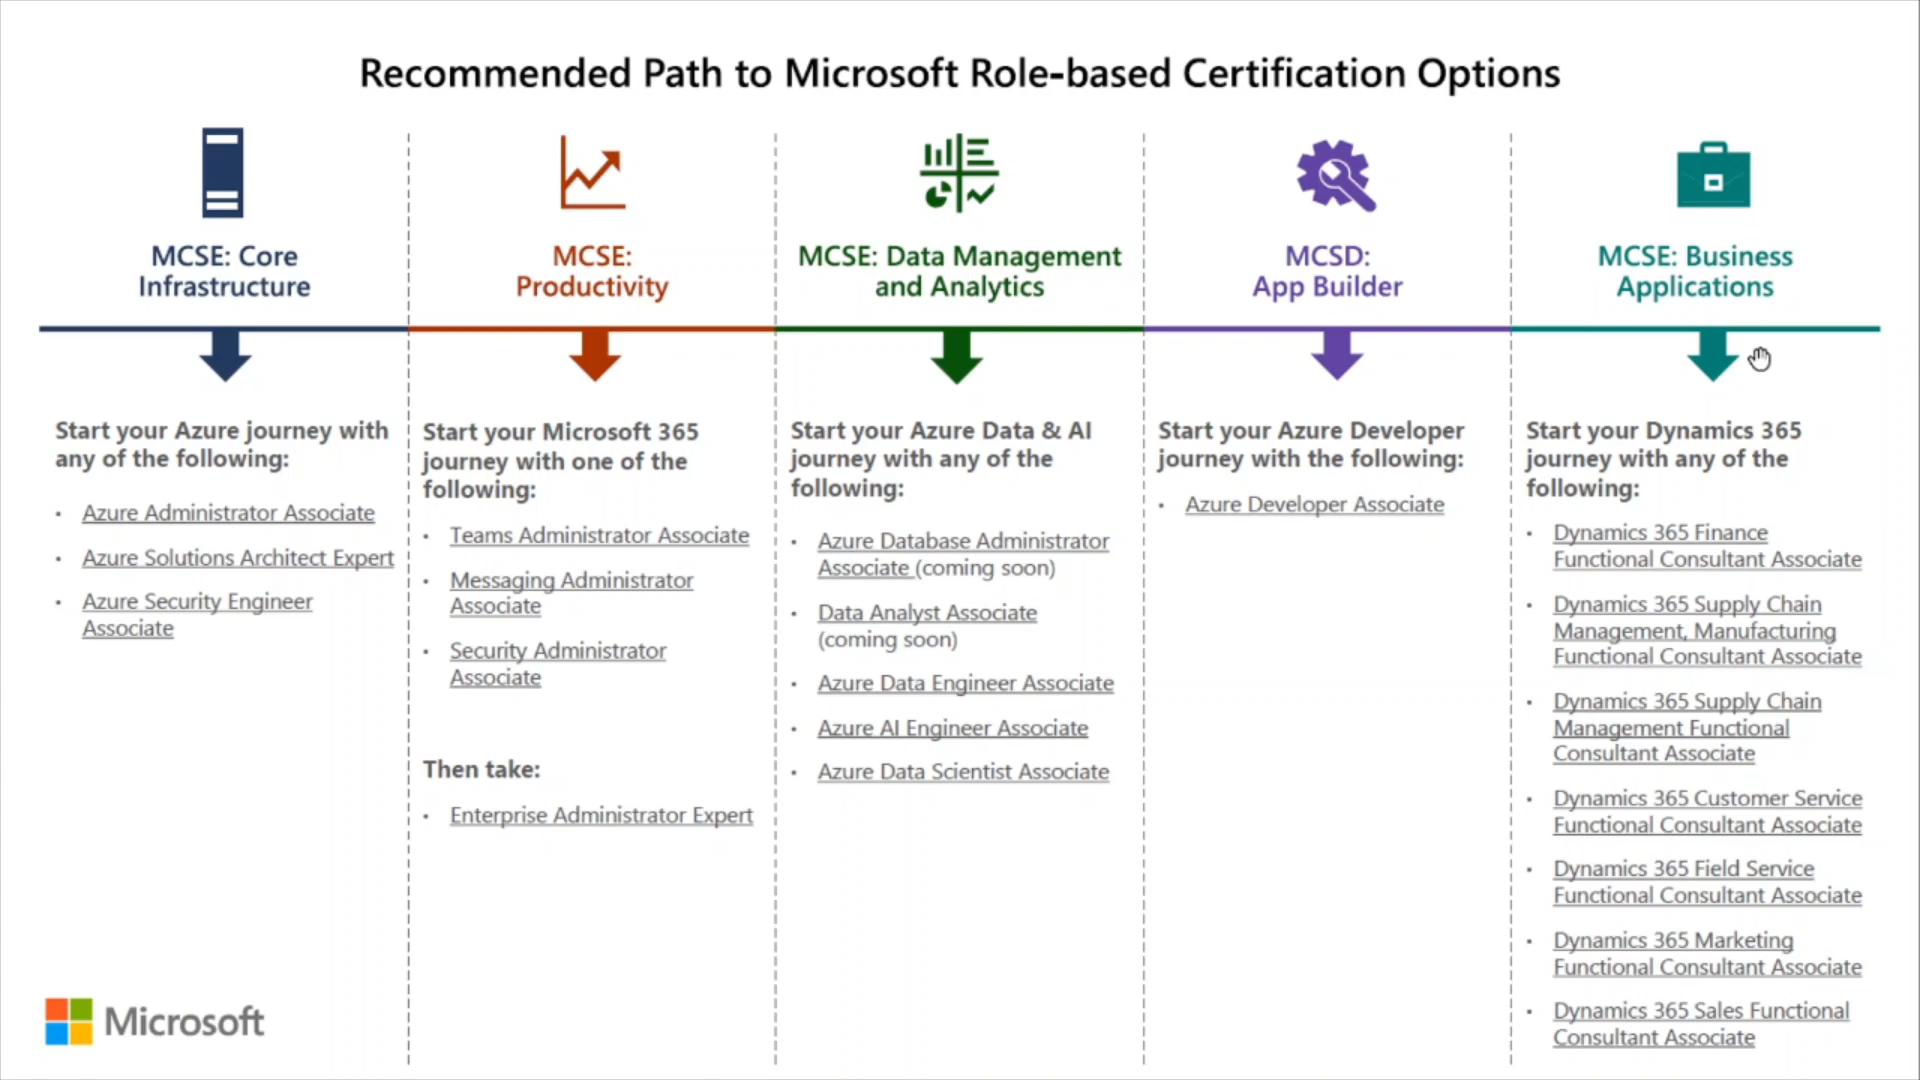 Recommended Path to Microsoft Role-based Certification Options
MCSE: Core
Infrastructure
Start your Azure journey with
any of the following:
• Azure Administrator Associate
• Azure Solutions Architect Expert
• Azure Security Engineer
Associate
MCSE:
Productivity
Start your Microsoft 365
journey with one of the
following:
• Teams Administrator Associate
• Messaging Administrator
Associate
• Security Administrator
Associate
Then take:
• Enterprise Administrator Expert
MCSE: Data Management
and Analytics
Start your Azure Data & AI
journey with any of the
following:
• Azure Database Administrator
Associate (coming soon)
• Data Analyst Associate
(coming soon)
• Azure Data Engineer Associate
• Azure AI Engineer Associate
• Azure Data Scientist Associate
MCSD:
App Builder
Start your Azure Developer
journey with the following:
• Azure Developer Associate
MCSE: Business
Applications
Start your Dynamics 365
journey with any of the
following:
• Dynamics 365 Finance
Functional Consultant Associate
• Dynamics 365 Supply Chain
Management, Manufacturing
Functional Consultant Associate
• Dynamics 365 Supply Chain
Management Functional
Consultant Associate
• Dynamics 365 Customer Service
Functional Consultant Associate
• Dynamics 365 Field Service
Functional Consultant Associate
• Dynamics 365 Marketing
Functional Consultant Associate
• Dynamics 365 Sales Functional
Consultant Associate
Microsoft